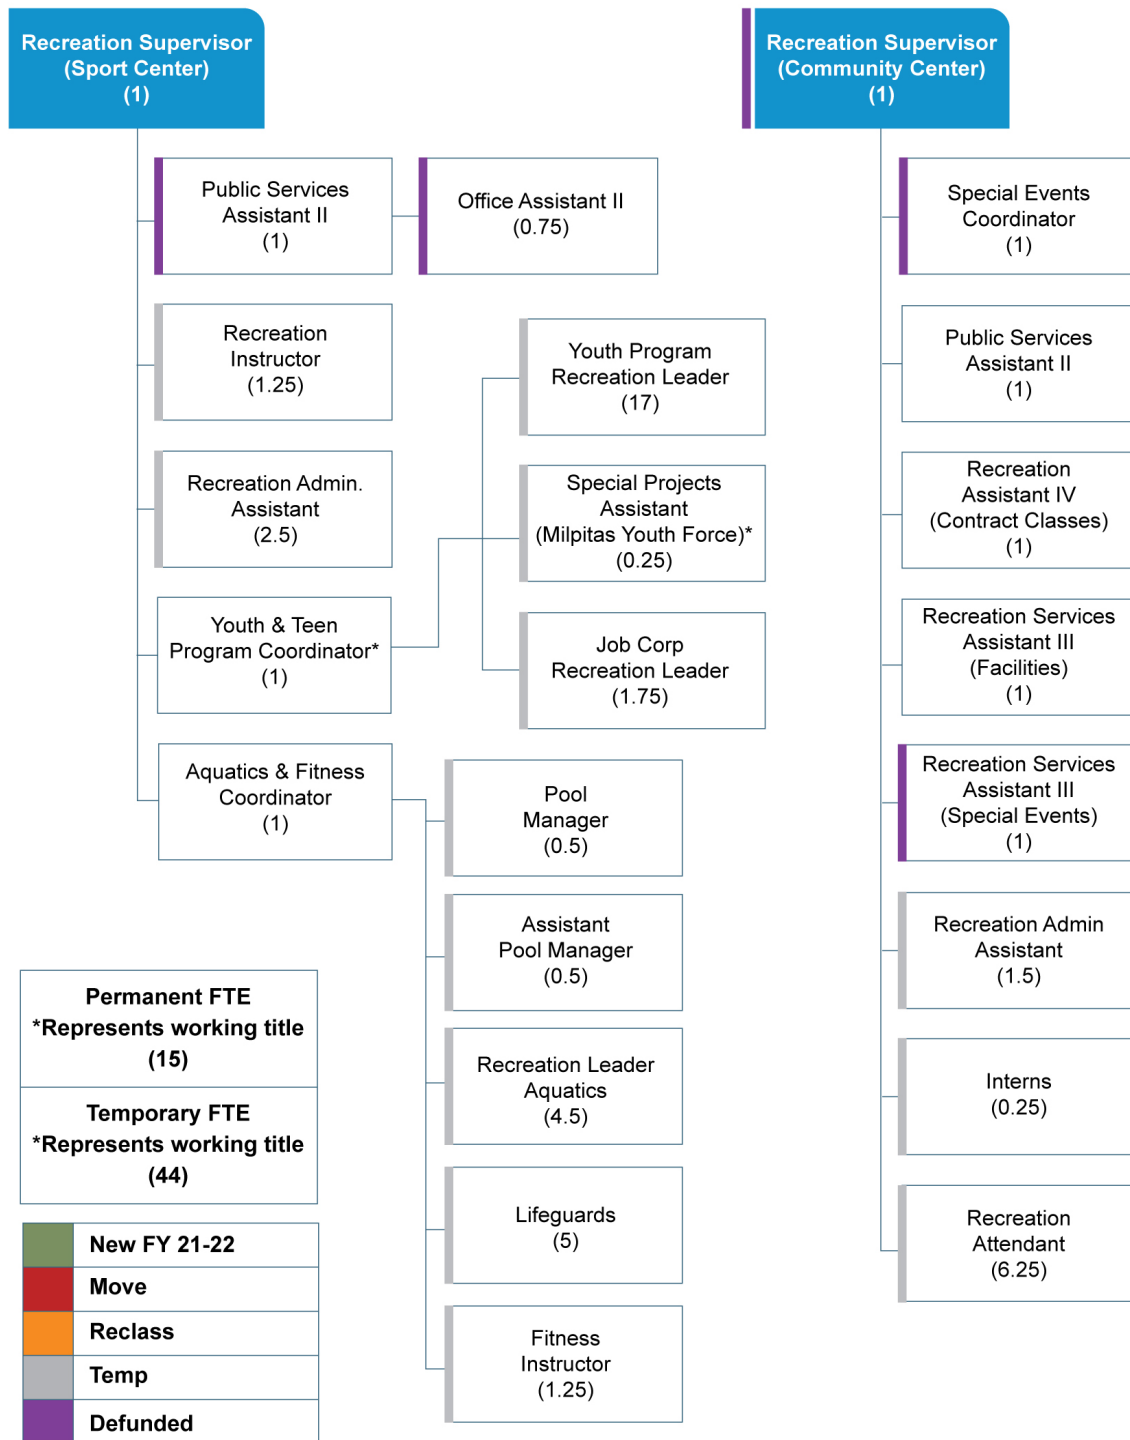 Recreation Supervisor
(Sport Center)
(1)
Public Services
Assistant II
(1)
Office Assistant II
(0.75)
Recreation
Instructor
(1.25)
Recreation Admin.
Assistant
(2.5)
Youth & Teen
Program Coordinator*
(1)
Youth Program
Recreation Leader
(17)
Special Projects
Assistant
(Milpitas Youth Force)*
(0.25)
Job Corp
Recreation Leader
(1.75)
Aquatics & Fitness
Coordinator
(1)
Pool
Manager
(0.5)
Assistant
Pool Manager
(0.5)
Recreation Leader
Aquatics
(4.5)
Lifeguards
(5)
Fitness
Instructor
(1.25)
Recreation Supervisor
(Community Center)
(1)
Special Events
Coordinator
(1)
Public Services
Assistant II
(1)
Recreation
Assistant IV
(Contract Classes)
(1)
Recreation Services
Assistant III
(Facilities)
(1)
Recreation Services
Assistant III
(Special Events)
(1)
Recreation Admin
Assistant
(1.5)
Interns
(0.25)
Recreation
Attendant
(6.25)
Permanent FTE
*Represents working title
(15)
Temporary FTE
*Represents working title
(44)
New FY 21-22
Move
Reclass
Temp
Defunded